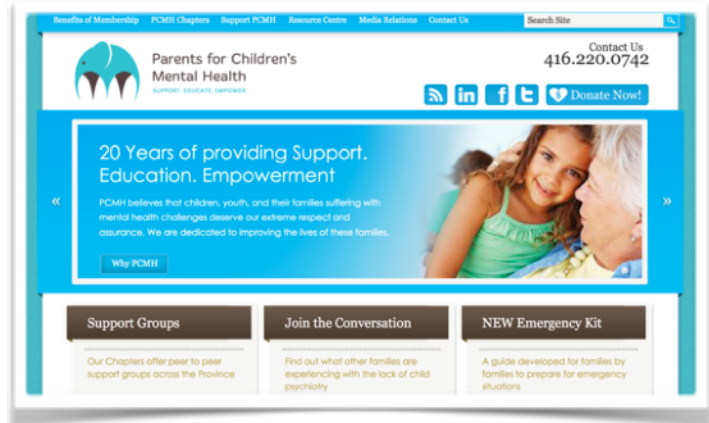 Benefits of Membership PCMH Chapters Support PCMH Resource Centre Media Relations Contact Us Search Site
Parents for Children's
Mental Health
SUPPORT. EDUCATE. EMPOWER.
Contact Us
416.220.0742
Donate Now!
20 Years of providing Support.
Education. Empowerment
PCMH believes that children, youth, and their families suffering with
mental health challenges deserve our extreme respect and
assurance. We are dedicated to improving the lives of these families.
Why PCMH
Support Groups
Our Chapters offer peer to peer
support groups across the Province
Join the Conversation
Find out what other families are
experiencing with the lack of child
psychiatry
NEW Emergency Kit
A guide developed for families by
families to prepare for emergency
situations